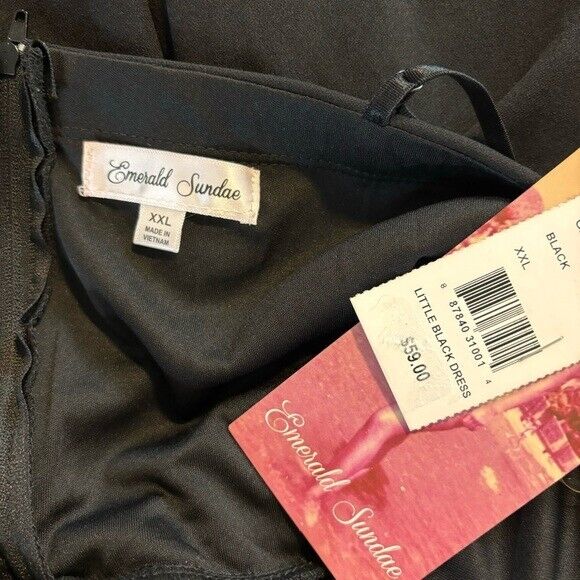 Emerald Sundae
XXL
MADE IN
VIETNAM
BLACK
XXL
8 87840 31001 4
LITTLE BLACK DRESS
$59.00
Emerald Sundae